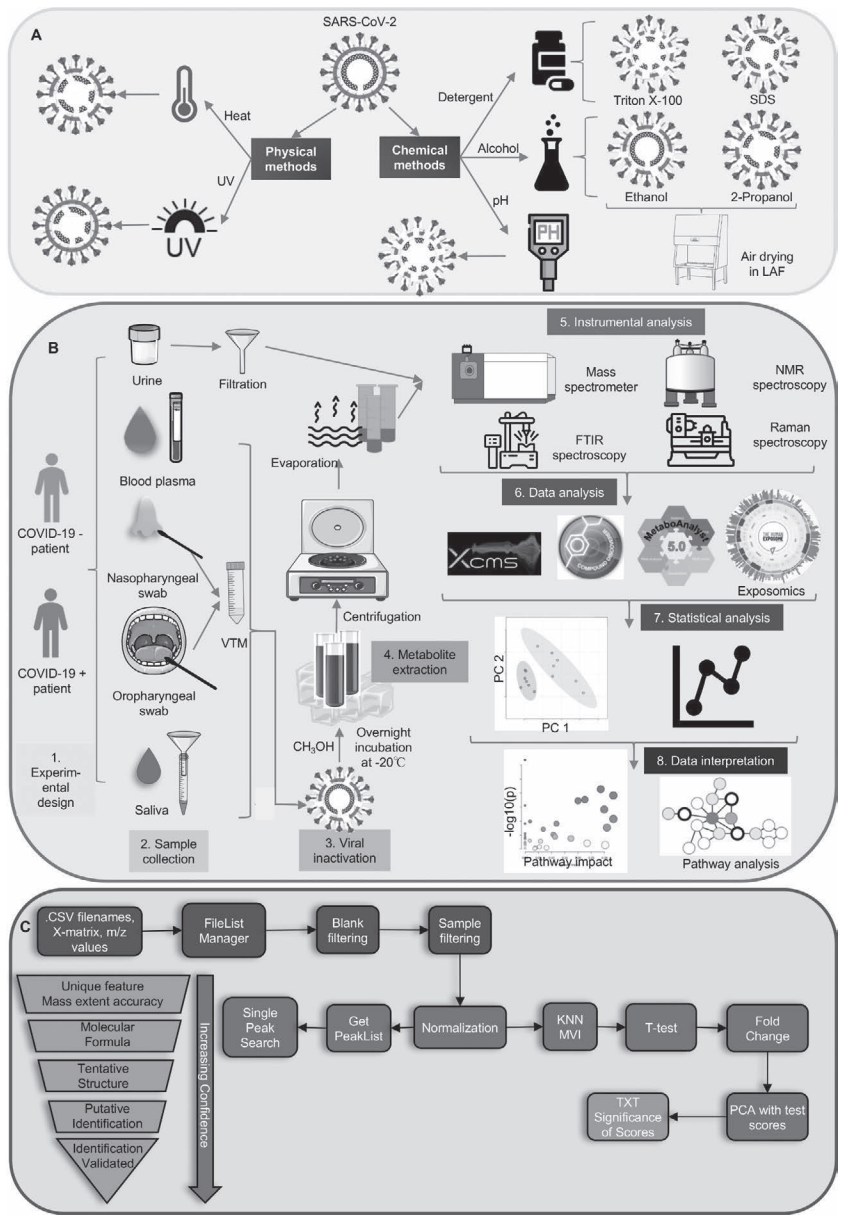 A
SARS-CoV-2
Heat
Physical
methods
UV
UV
Chemical
methods
Detergent
Alcohol
pH
PH
Triton X-100
SDS
Ethanol
2-Propanol
Air drying
in LAF
B
Urine
Filtration
Blood plasma
COVID-19 -
patient
Nasopharyngeal
swab
COVID-19 +
patient
Oropharyngeal
swab
VTM
1.
Experim-
ental
design
Saliva
2. Sample
collection
Evaporation
Centrifugation
4. Metabolite
extraction
CH₃OH
Overnight
incubation
at -20℃
3. Viral
inactivation
5. Instrumental analysis
Mass
spectrometer
NMR
spectroscopy
FTIR
spectroscopy
Raman
spectroscopy
6. Data analysis
Xcms
COMPOUND
MetaboAnalyst
5.0
EXPOSOME
Exposomics
7. Statistical analysis
PC 2
PC 1
8. Data interpretation
-log10(p)
Pathway impact
Pathway analysis
C
.CSV filenames,
X-matrix, m/z
values
FileList
Manager
Blank
filtering
Sample
filtering
Unique feature
Mass extent accuracy
Molecular
Formula
Tentative
Structure
Putative
Identification
Identification
Validated
Increasing Confidence
Single
Peak
Search
Get
PeakList
Normalization
KNN
MVI
T-test
Fold
Change
TXT
Significance
of Scores
PCA with test
scores